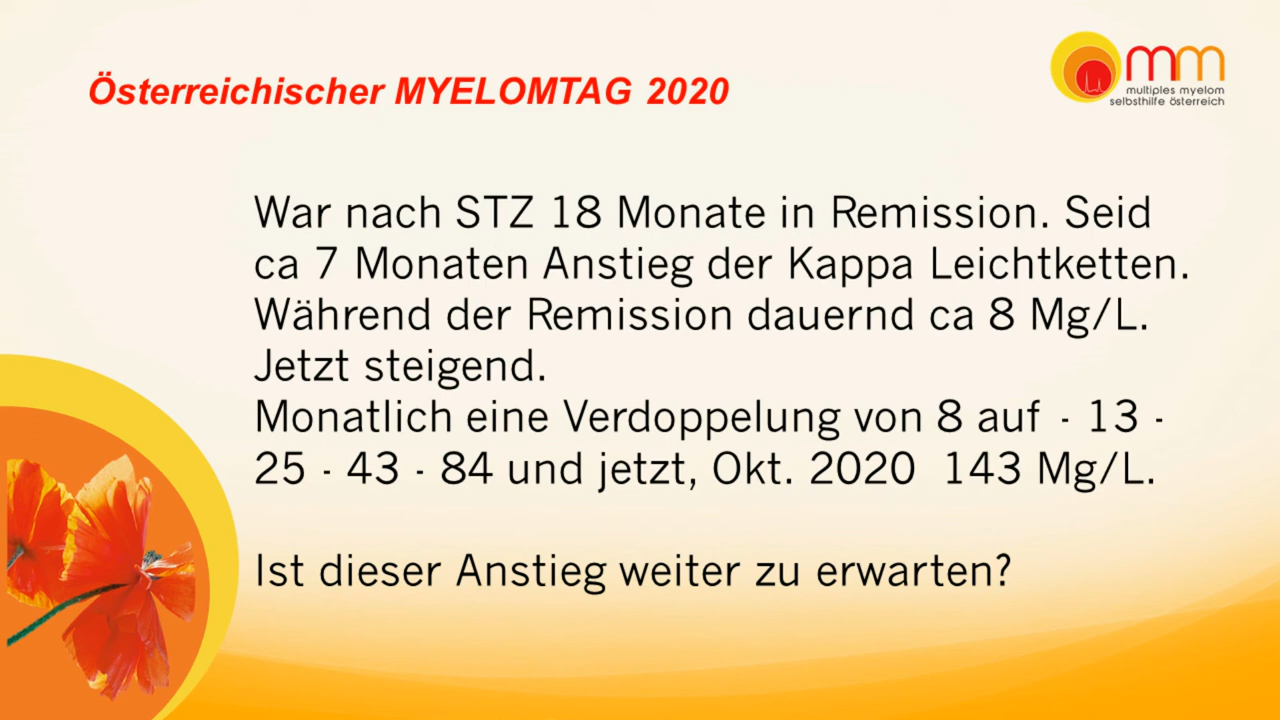 Österreichischer MYELOMTAG 2020
mm
multiples myelom
selbsthilfe österreich
War nach STZ 18 Monate in Remission. Seid
ca 7 Monaten Anstieg der Kappa Leichtketten.
Während der Remission dauernd ca 8 Mg/L.
Jetzt steigend.
Monatlich eine Verdoppelung von 8 auf - 13 -
25 - 43 - 84 und jetzt, Okt. 2020 143 Mg/L.
Ist dieser Anstieg weiter zu erwarten?